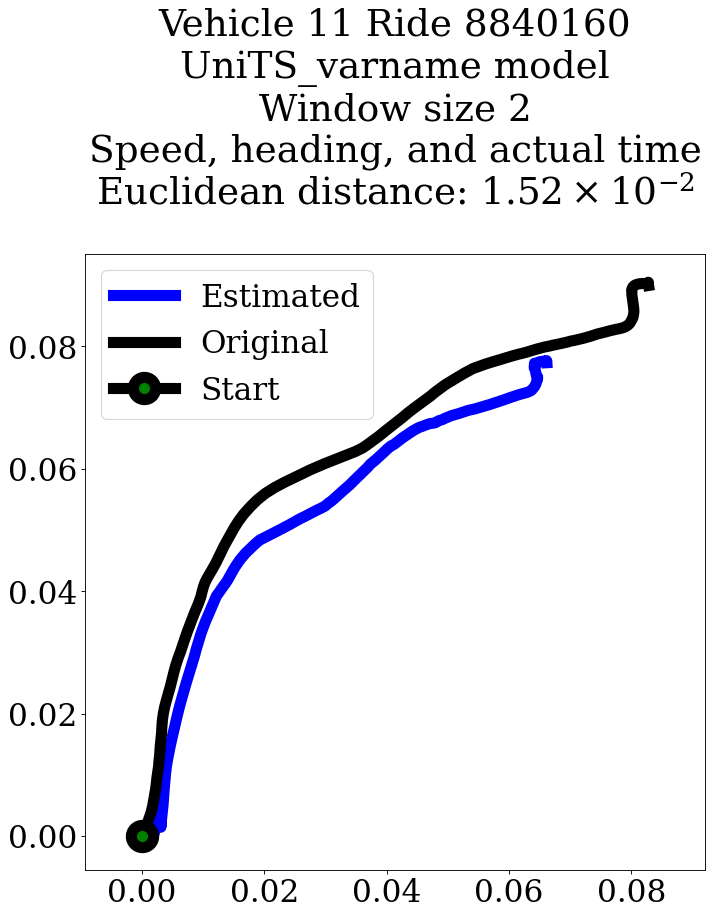 Vehicle 11 Ride 8840160
UniTS_varname model
Window size 2
Speed, heading, and actual time
Euclidean distance: 1.52 × 10⁻²
Estimated
Original
Start
0.08
0.06
0.04
0.02
0.00
0.00 0.02 0.04 0.06 0.08